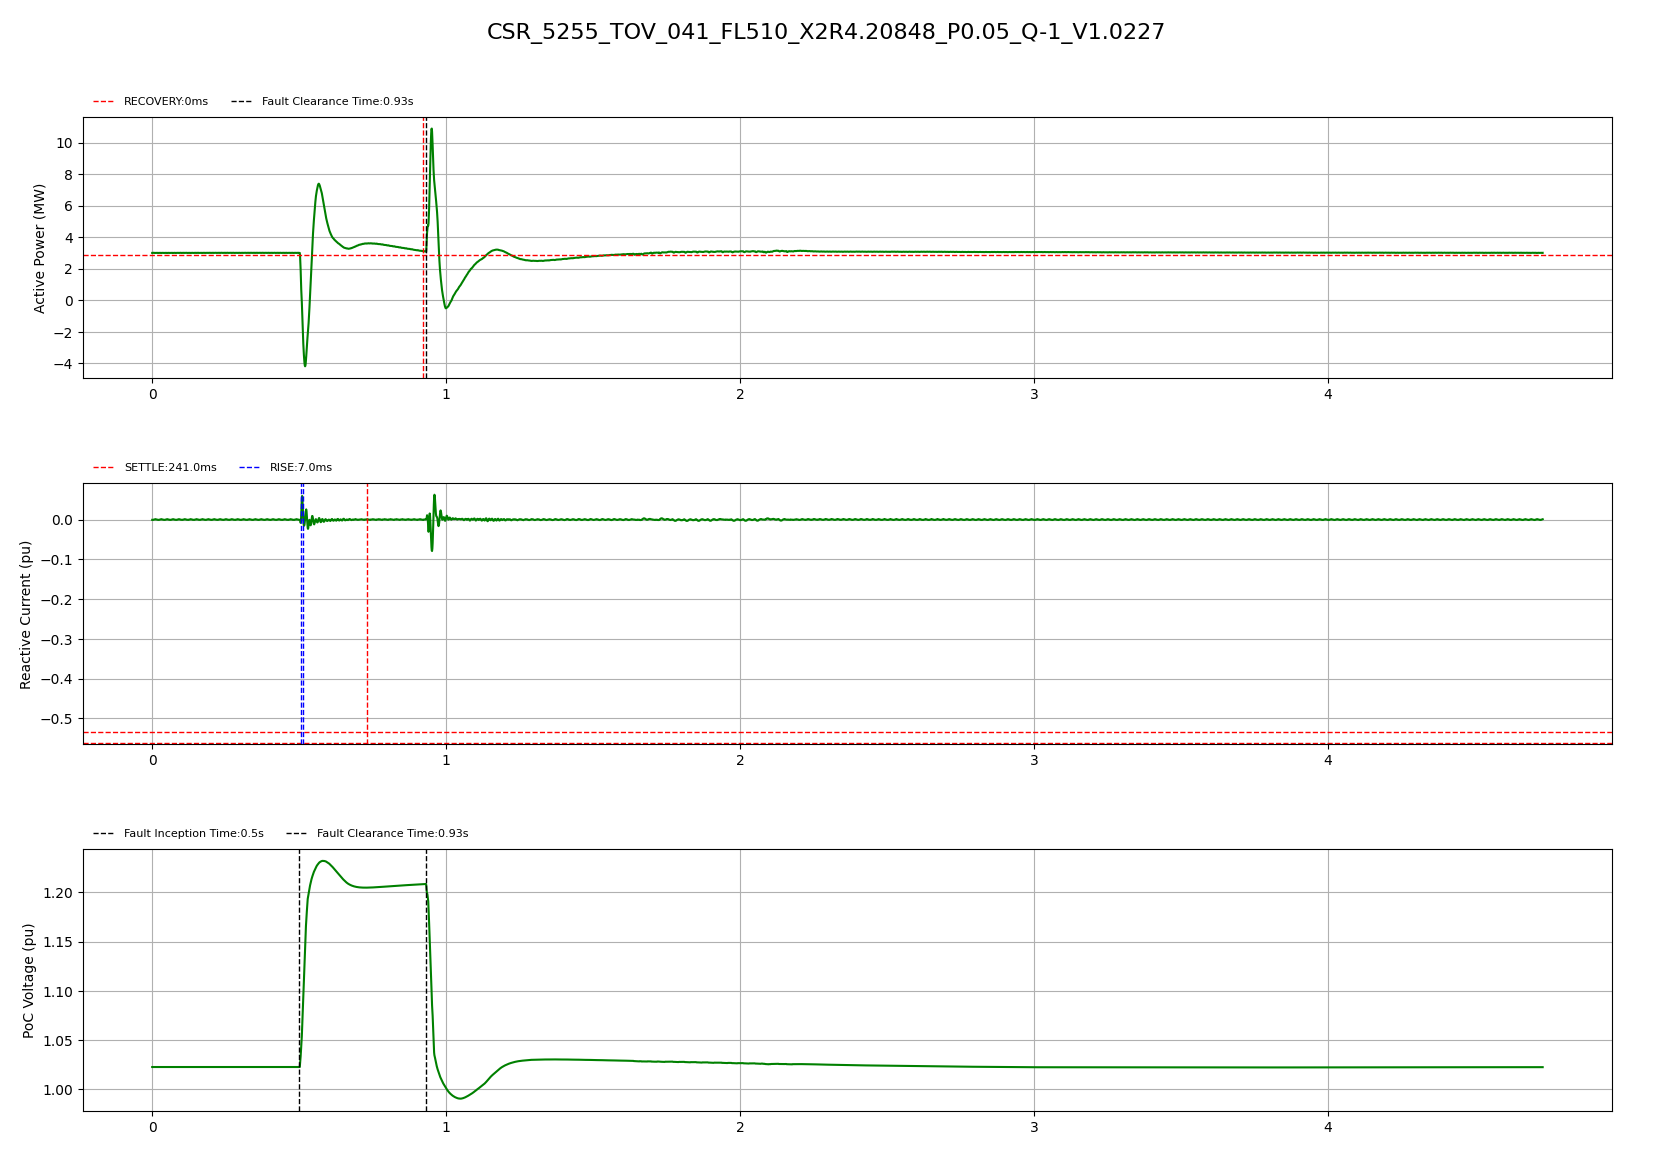 CSR_5255_TOV_041_FL510_X2R4.20848_P0.05_Q-1_V1.0227
RECOVERY:0ms Fault Clearance Time:0.93s
Active Power (MW)
10
8
6
4
2
0
−2
−4
0 1 2 3 4
SETTLE:241.0ms RISE:7.0ms
Reactive Current (pu)
0.0
−0.1
−0.2
−0.3
−0.4
−0.5
0 1 2 3 4
Fault Inception Time:0.5s Fault Clearance Time:0.93s
PoC Voltage (pu)
1.20
1.15
1.10
1.05
1.00
0 1 2 3 4